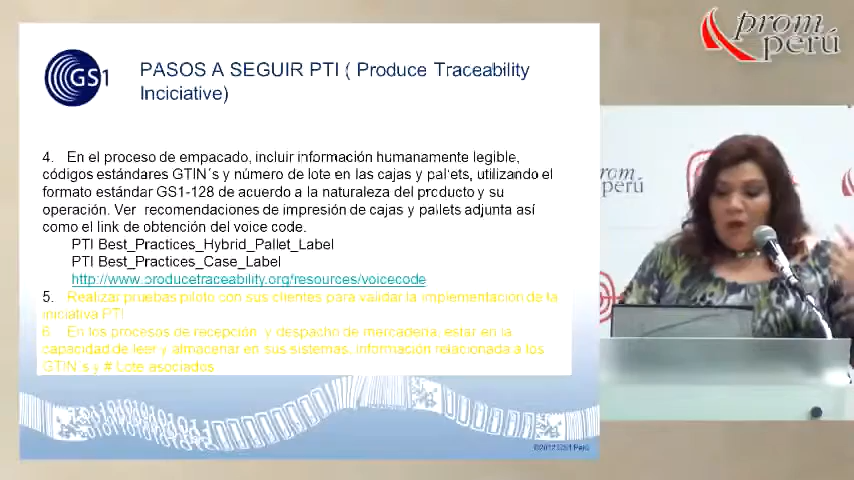 prom
perú
GS1
PASOS A SEGUIR PTI ( Produce Traceability
Inciciative)
4. En el proceso de empacado, incluir información humanamente legible,
códigos estándares GTIN´s y número de lote en las cajas y pallets, utilizando el
formato estándar GS1-128 de acuerdo a la naturaleza del producto y su
operación. Ver recomendaciones de impresión de cajas y pallets adjunta así
como el link de obtención del voice code.
PTI Best_Practices_Hybrid_Pallet_Label
PTI Best_Practices_Case_Label
http://www.producetraceability.org/resources/voicecode
5. Realizar pruebas piloto con sus clientes para validar la implementación de la
iniciativa PTI
6. En los procesos de recepción y despacho de mercadería, estar en la
capacidad de leer y almacenar en sus sistemas, información relacionada a los
GTIN´s y # Lote asociados
©2012 GS1 Perú
prom
perú